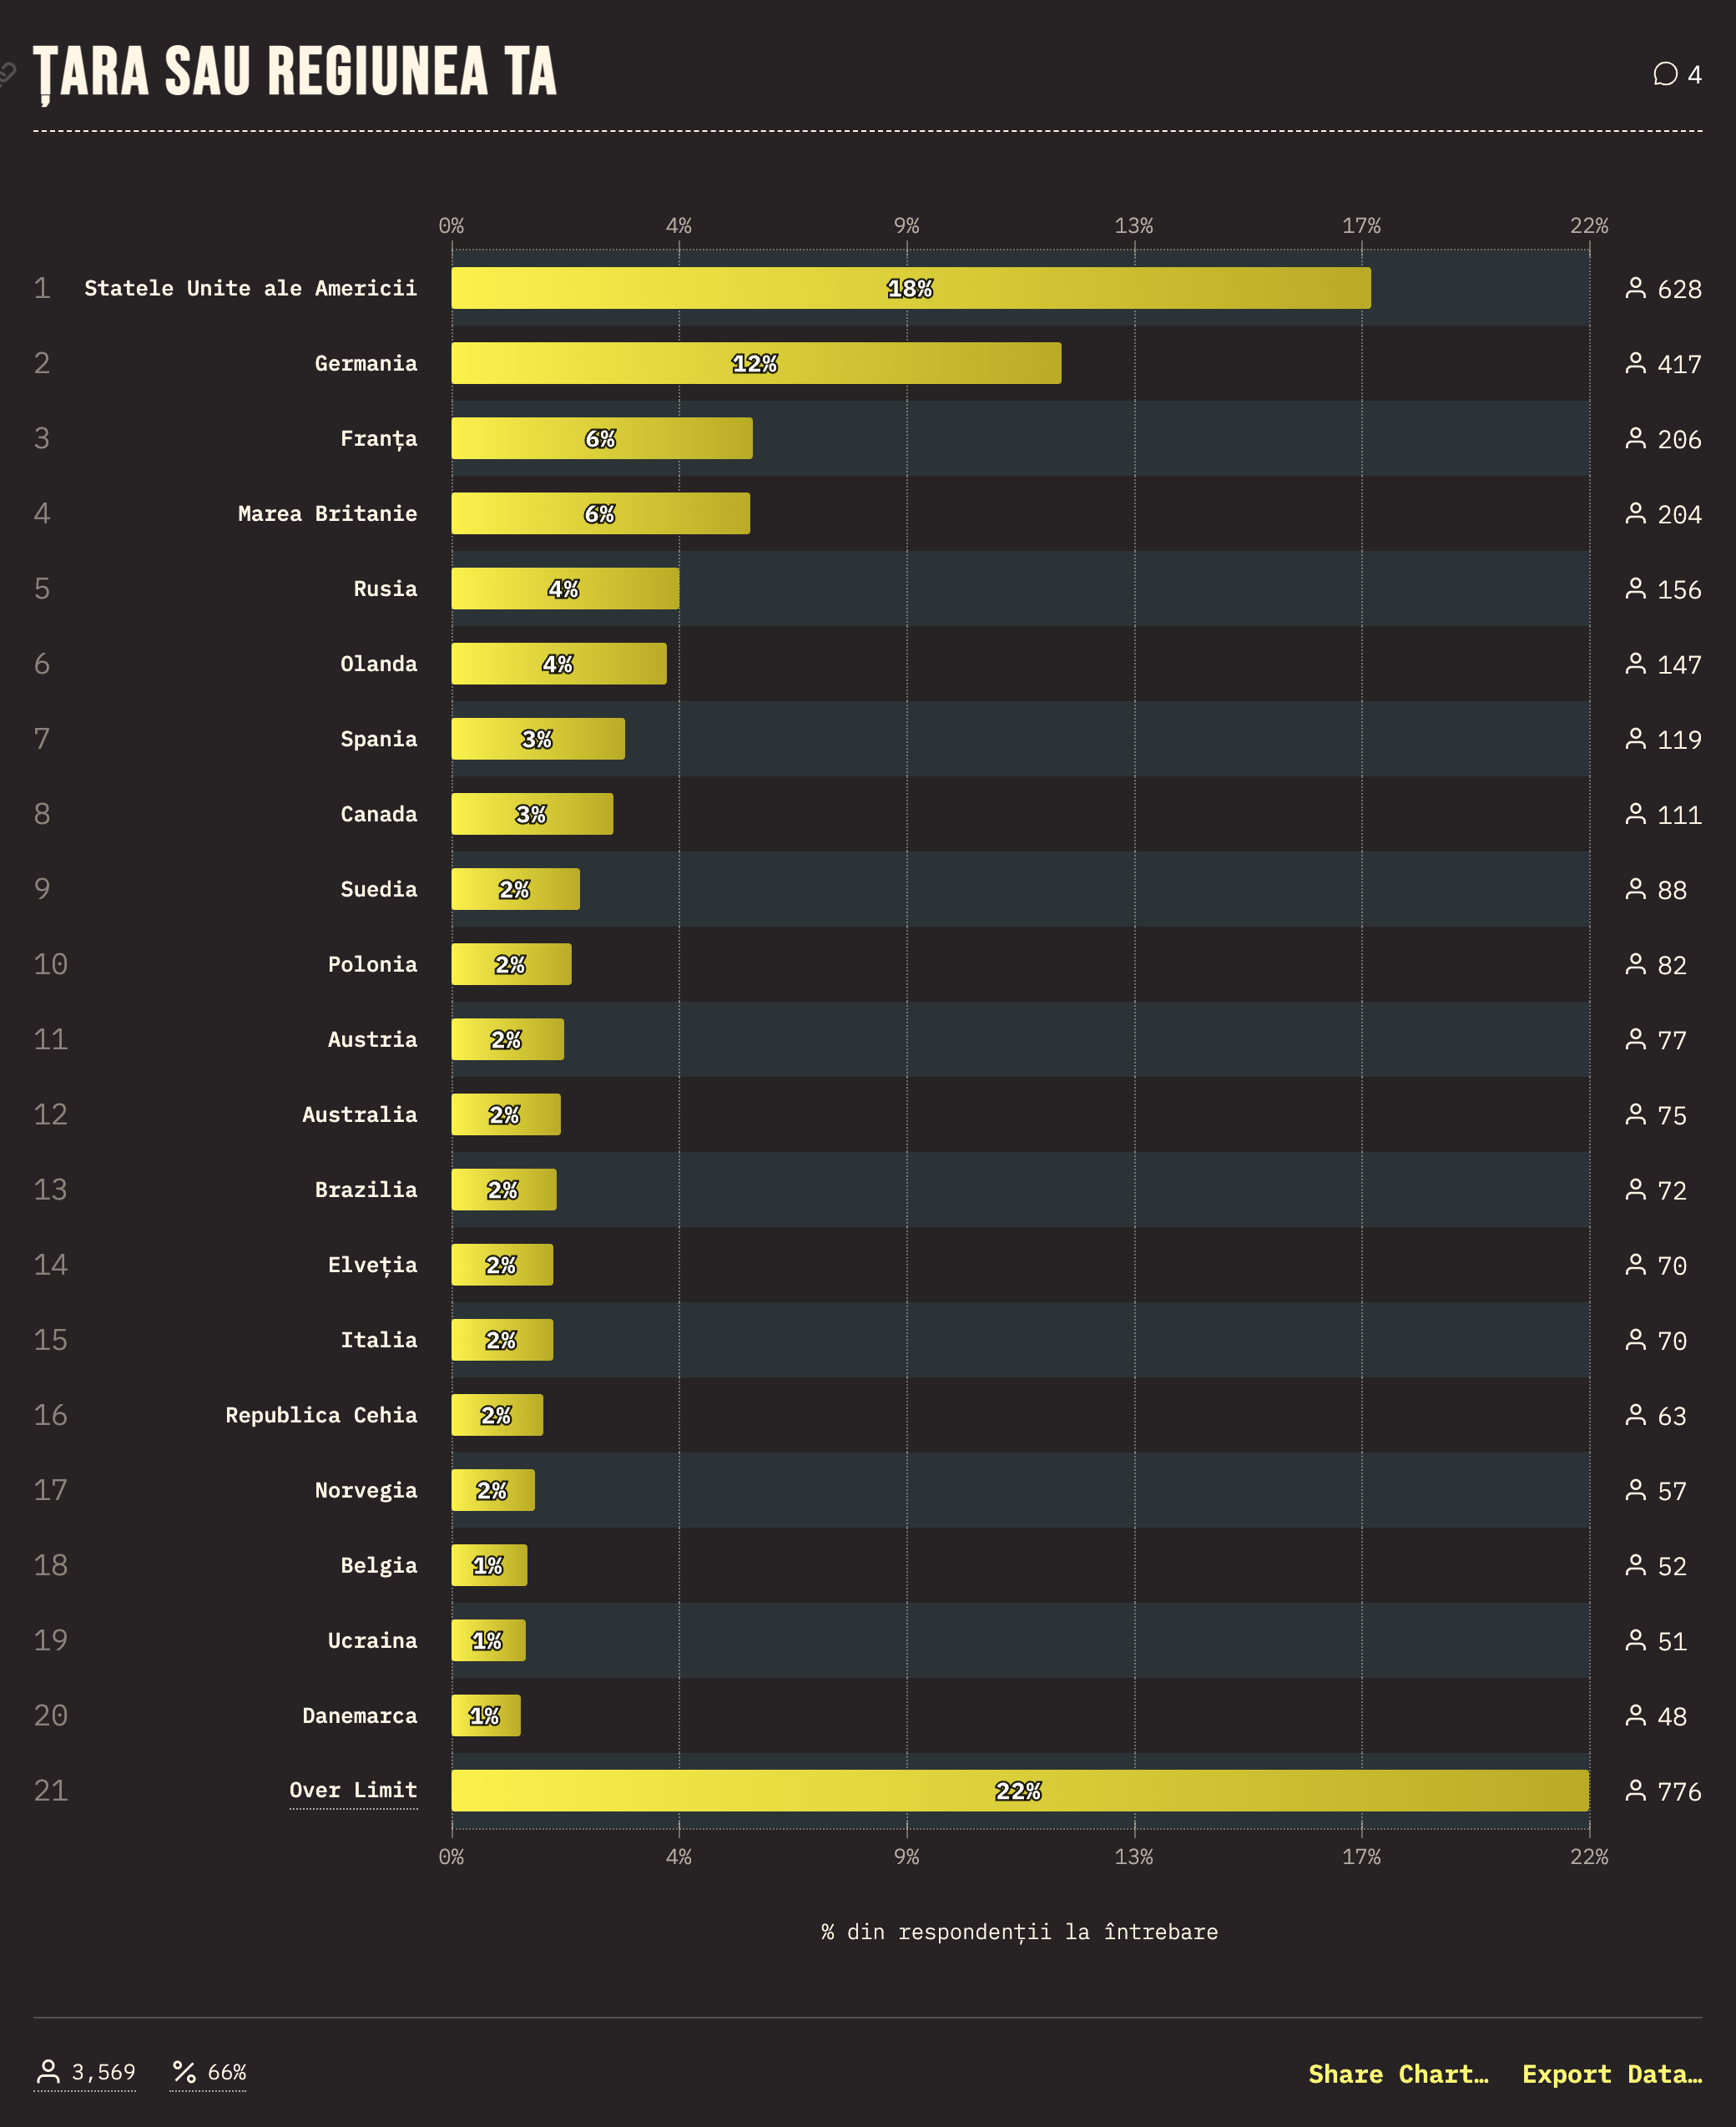 ȚARA SAU REGIUNEA TA
4
0% 4% 9% 13% 17% 22%
1 Statele Unite ale Americii 18% 628
2 Germania 12% 417
3 Franța 6% 206
4 Marea Britanie 6% 204
5 Rusia 4% 156
6 Olanda 4% 147
7 Spania 3% 119
8 Canada 3% 111
9 Suedia 2% 88
10 Polonia 2% 82
11 Austria 2% 77
12 Australia 2% 75
13 Brazilia 2% 72
14 Elveția 2% 70
15 Italia 2% 70
16 Republica Cehia 2% 63
17 Norvegia 2% 57
18 Belgia 1% 52
19 Ucraina 1% 51
20 Danemarca 1% 48
21 Over Limit 22% 776
0% 4% 9% 13% 17% 22%
% din respondenții la întrebare
3,569 % 66% Share Chart… Export Data…